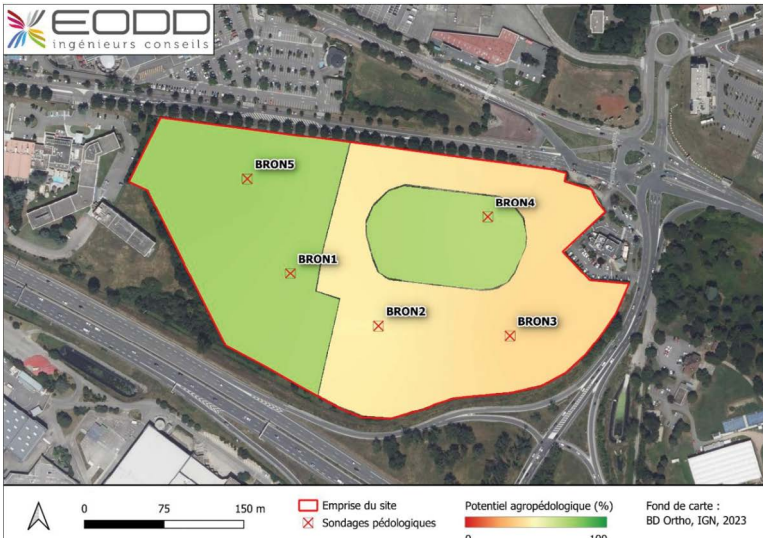 EODD
ingénieurs conseils
BRON5
BRON4
BRON1
BRON2
BRON3
0 75 150 m
Emprise du site
Sondages pédologiques
Potentiel agropédologique (%)
0 100
Fond de carte :
BD Ortho, IGN, 2023